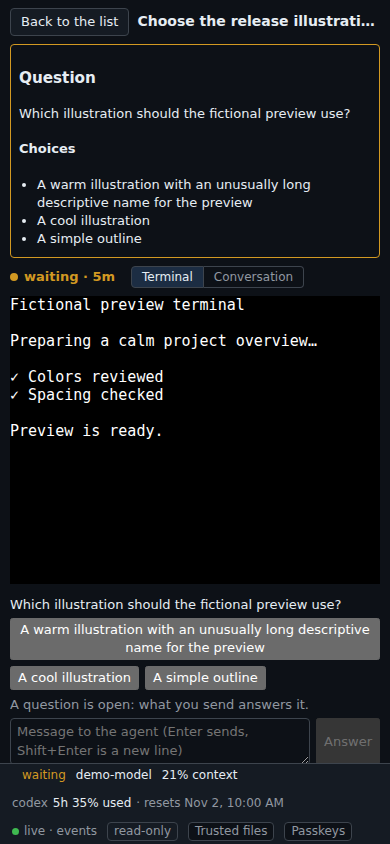 Back to the list Choose the release illustrati…
Question
Which illustration should the fictional preview use?
Choices
• A warm illustration with an unusually long
descriptive name for the preview
• A cool illustration
• A simple outline
waiting · 5m Terminal Conversation
Fictional preview terminal
Preparing a calm project overview…
✓ Colors reviewed
✓ Spacing checked
Preview is ready.
Which illustration should the fictional preview use?
A warm illustration with an unusually long descriptive
name for the preview
A cool illustration A simple outline
A question is open: what you send answers it.
Message to the agent (Enter sends,
Shift+Enter is a new line)
Answer
waiting demo-model 21% context
codex 5h 35% used · resets Nov 2, 10:00 AM
live · events read-only Trusted files Passkeys